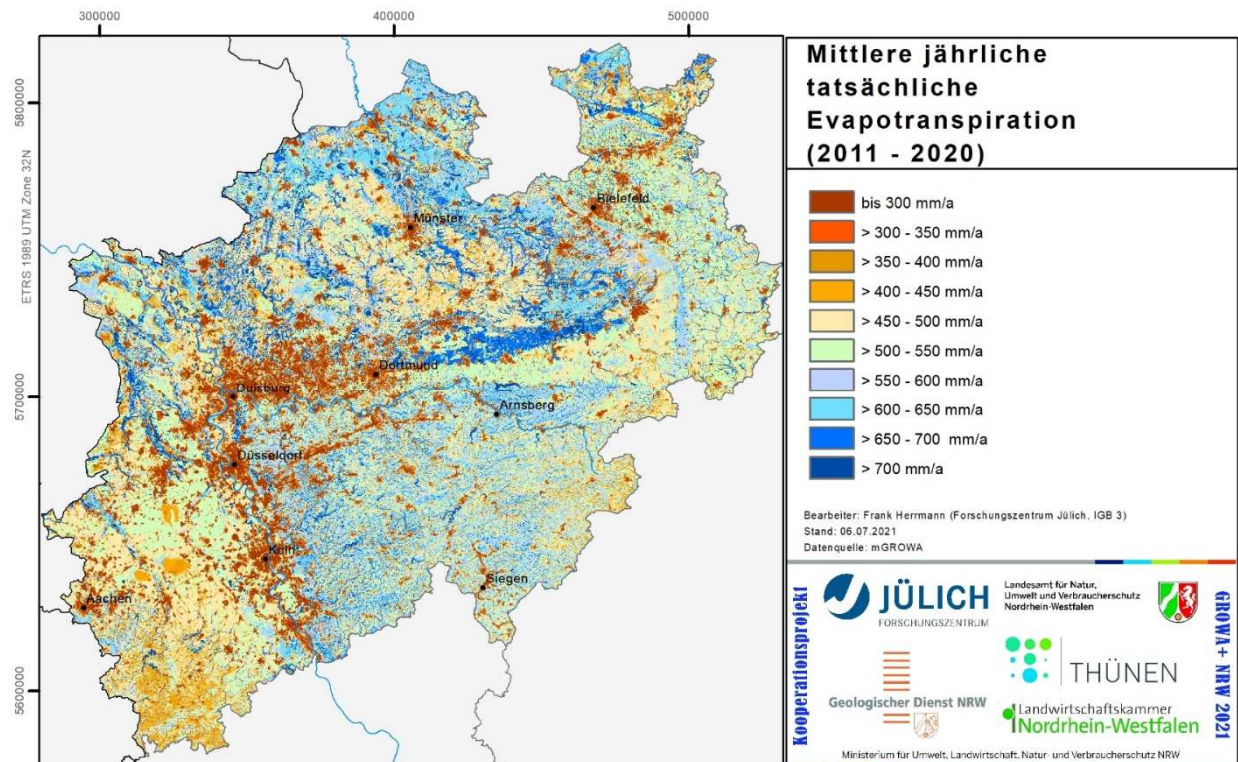 300000
400000
500000
5800000
5700000
5600000
ETRS 1989 UTM Zone 32N
Bielefeld
Münster
Dortmund
Duisburg
Arnsberg
Düsseldorf
Köln
Siegen
Aachen
Mittlere jährliche
tatsächliche
Evapotranspiration
(2011 - 2020)
bis 300 mm/a
> 300 - 350 mm/a
> 350 - 400 mm/a
> 400 - 450 mm/a
> 450 - 500 mm/a
> 500 - 550 mm/a
> 550 - 600 mm/a
> 600 - 650 mm/a
> 650 - 700 mm/a
> 700 mm/a
Bearbeiter: Frank Herrmann (Forschungszentrum Jülich, IGB 3)
Stand: 06.07.2021
Datenquelle: mGROWA
Kooperationsprojekt
JÜLICH
FORSCHUNGSZENTRUM
Landesamt für Natur,
Umwelt und Verbraucherschutz
Nordrhein-Westfalen
THÜNEN
Geologischer Dienst NRW
Landwirtschaftskammer
Nordrhein-Westfalen
GROWA+ NRW 2021
Ministerium für Umwelt, Landwirtschaft, Natur- und Verbraucherschutz NRW